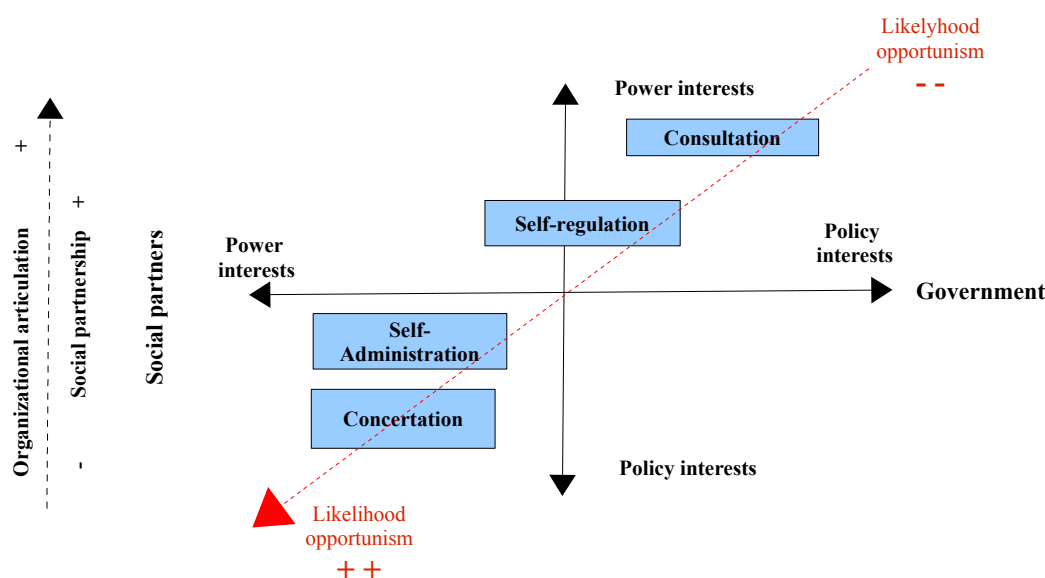 Likelyhood
opportunism
- -
Power interests
Consultation
Self-regulation
Power
interests
Policy
interests
Government
Self-
Administration
Concertation
Policy interests
Likelihood
opportunism
+ +
Organizational articulation +
- Social partnership +
Social partners